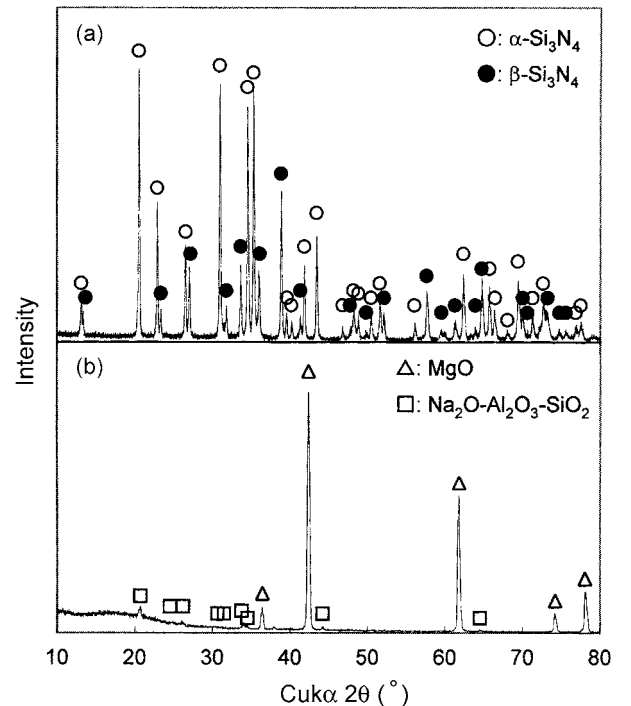 (a)
○: α-Si₃N₄
●: β-Si₃N₄
Intensity
(b)
△: MgO
□: Na₂O-Al₂O₃-SiO₂
10 20 30 40 50 60 70 80
Cukα 2θ (°)